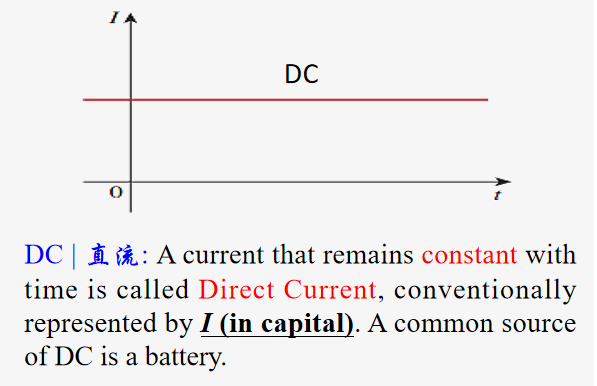 I
DC
O
t
DC | 直流: A current that remains constant with
time is called Direct Current, conventionally
represented by I (in capital). A common source
of DC is a battery.